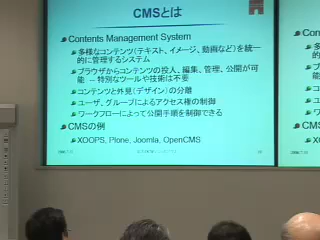 CMSとは
Contents Management System
多様なコンテンツ(テキスト、イメージ、動画など)を統一
的に管理するシステム
ブラウザからコンテンツの投入、編集、管理、公開が可
能 – 特別なツールや技術は不要
コンテンツと外見(デザイン)の分離
ユーザ、グループによるアクセス権の制御
ワークフローによって公開手順を制御できる
CMSの例
XOOPS, Plone, Joomla, OpenCMS